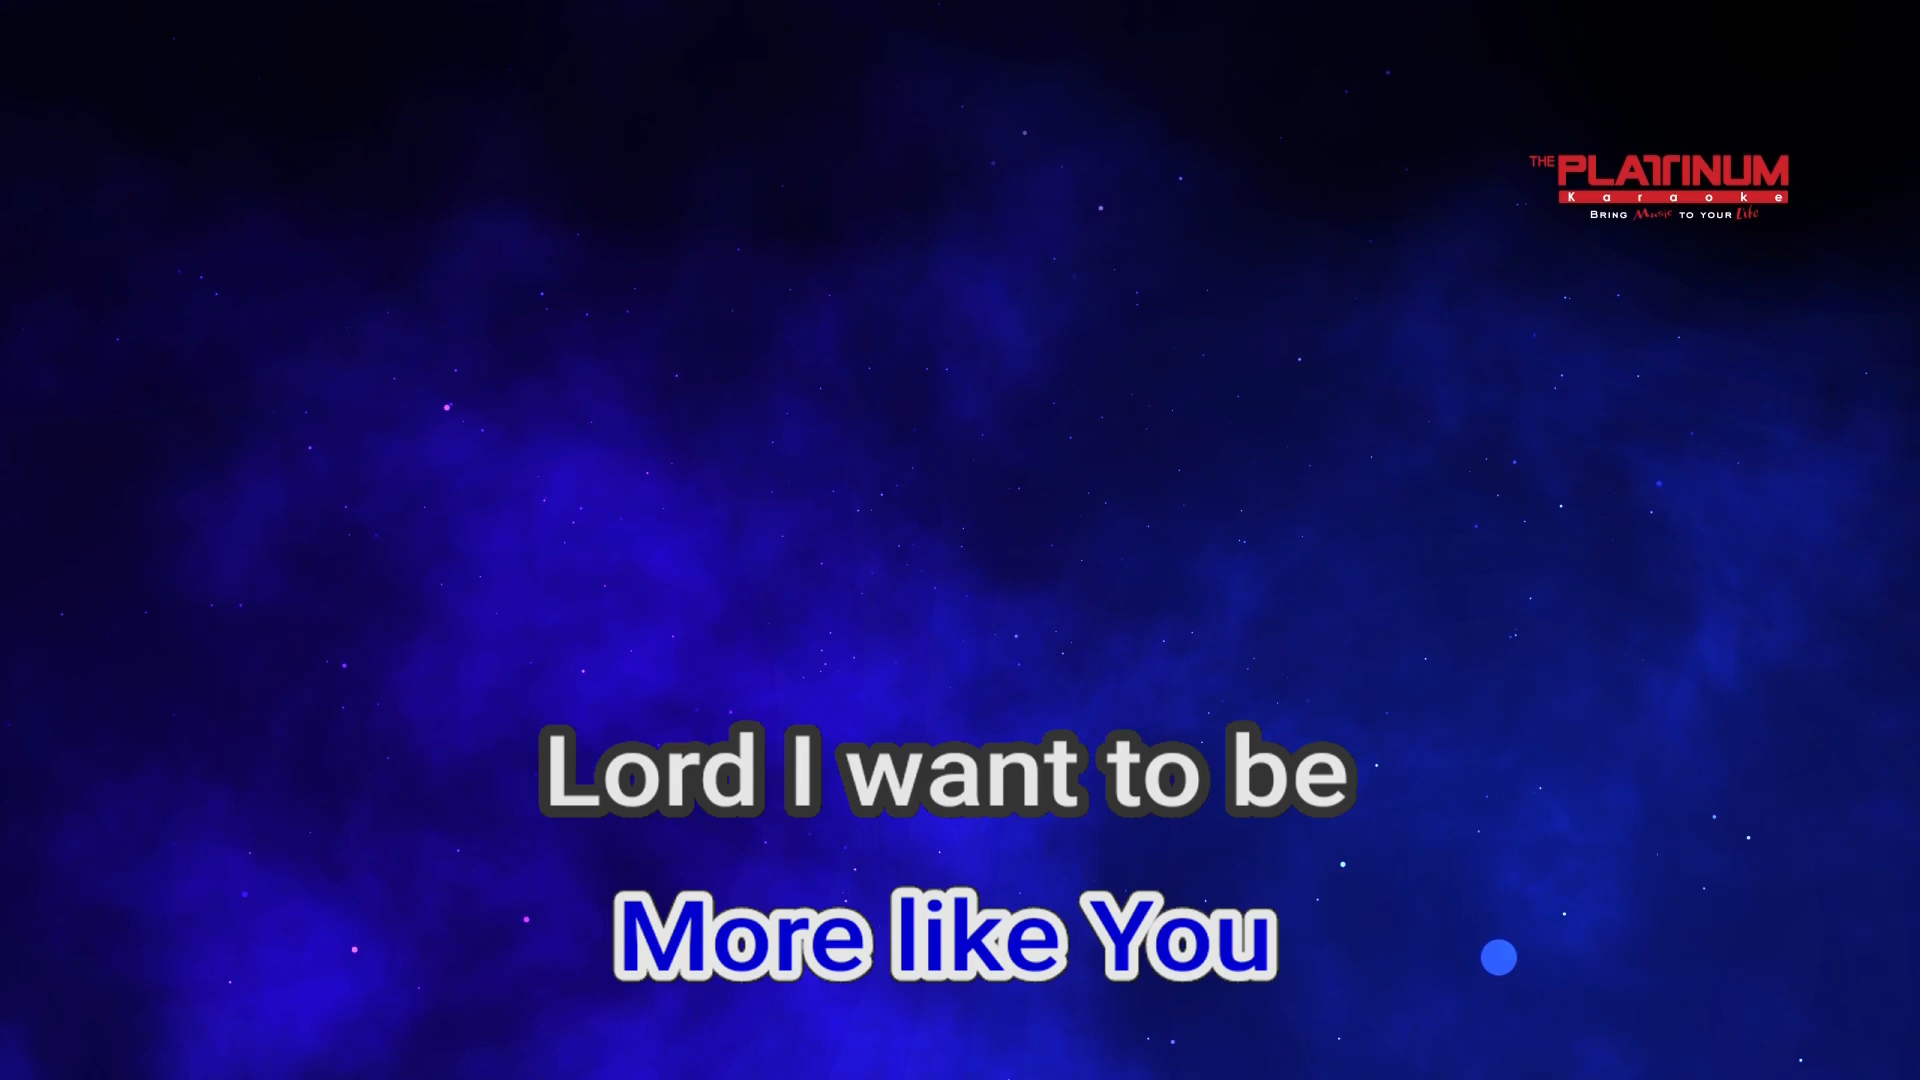 THE PLATINUM
Karaoke
BRING Music TO YOUR Life
Lord I want to be
More like You